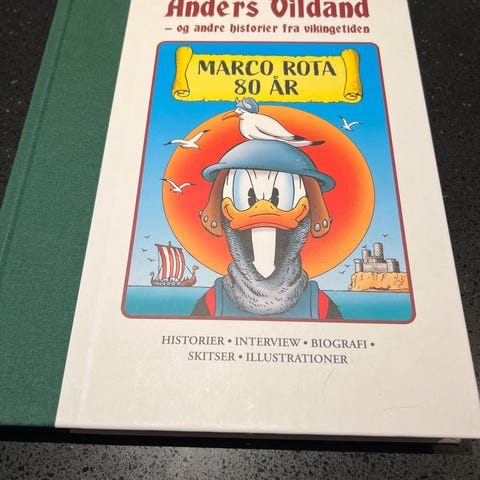 Anders Vildand
– og andre historier fra vikingetiden
MARCO ROTA
80 ÅR
HISTORIER • INTERVIEW • BIOGRAFI •
SKITSER • ILLUSTRATIONER